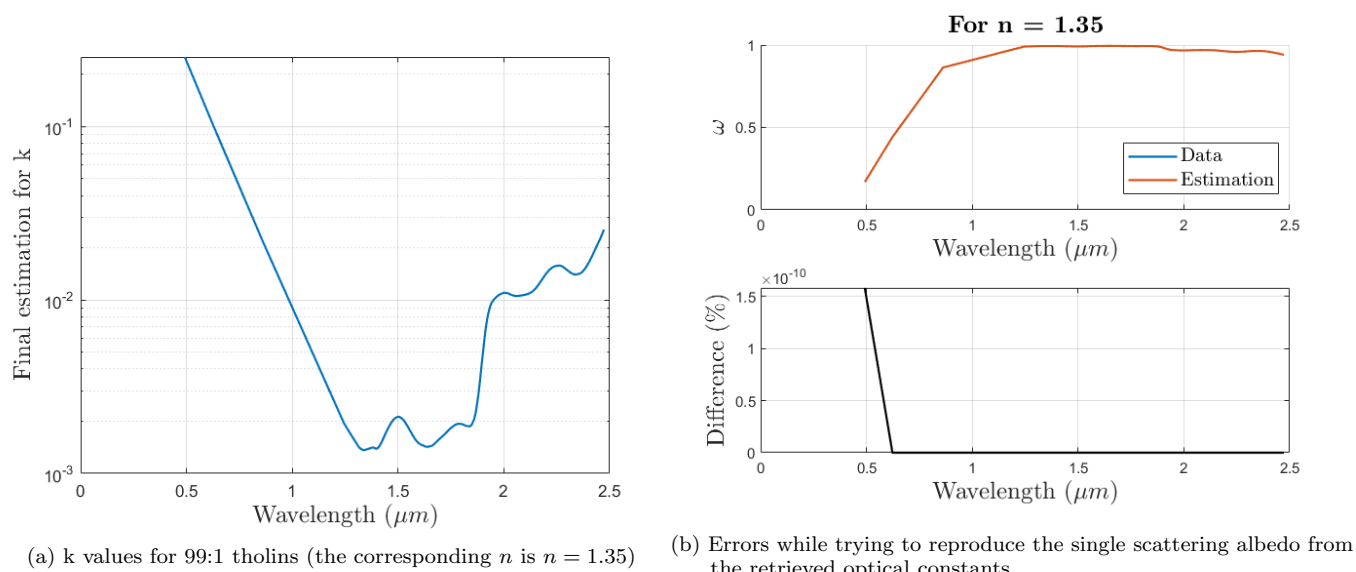 Final estimation for k
10-1
10-2
10-3
0 0.5 1 1.5 2 2.5
Wavelength (μm)
(a) k values for 99:1 tholins (the corresponding n is n = 1.35)
For n = 1.35
ω
1
0.5
0
Data
Estimation
0 0.5 1 1.5 2 2.5
Wavelength (μm)
×10-10
Difference (%)
1.5
1
0.5
0
0 0.5 1 1.5 2 2.5
Wavelength (μm)
(b) Errors while trying to reproduce the single scattering albedo from
the retrieved optical constants